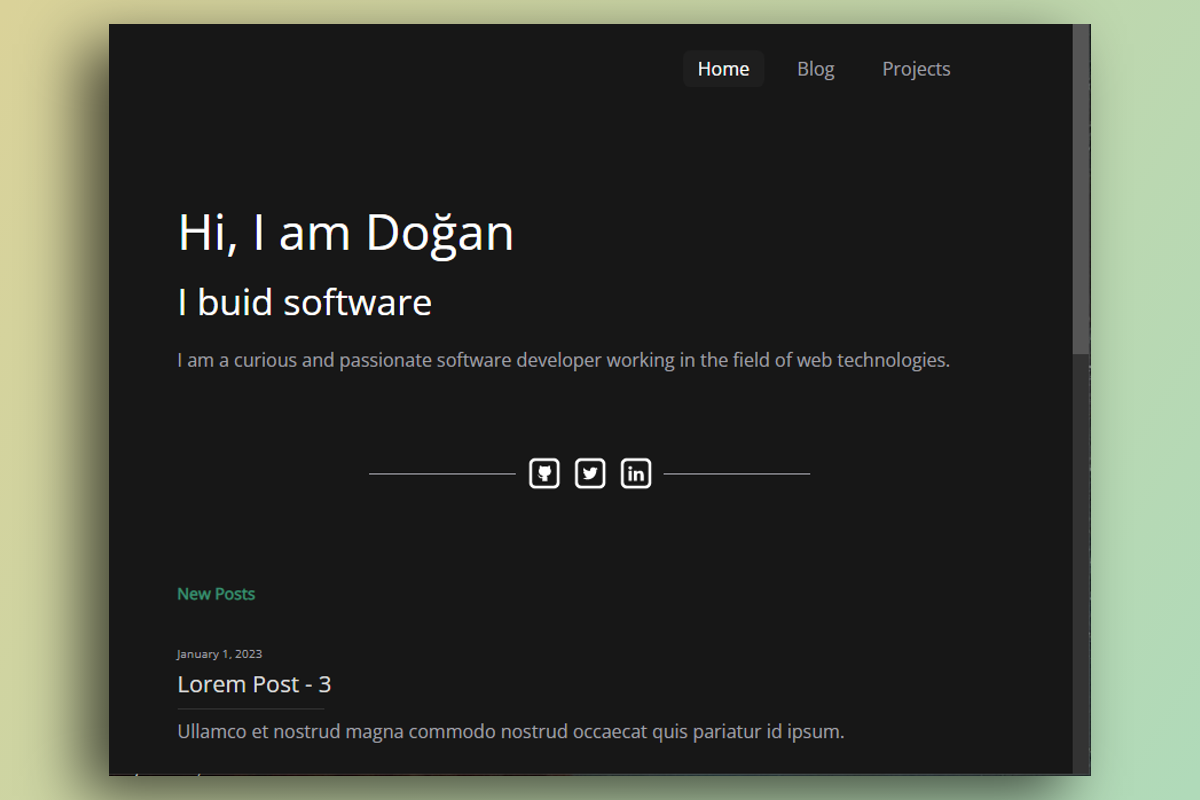 Home Blog Projects
Hi, I am Doğan
I buid software
I am a curious and passionate software developer working in the field of web technologies.
in
New Posts
January 1, 2023
Lorem Post - 3
Ullamco et nostrud magna commodo nostrud occaecat quis pariatur id ipsum.